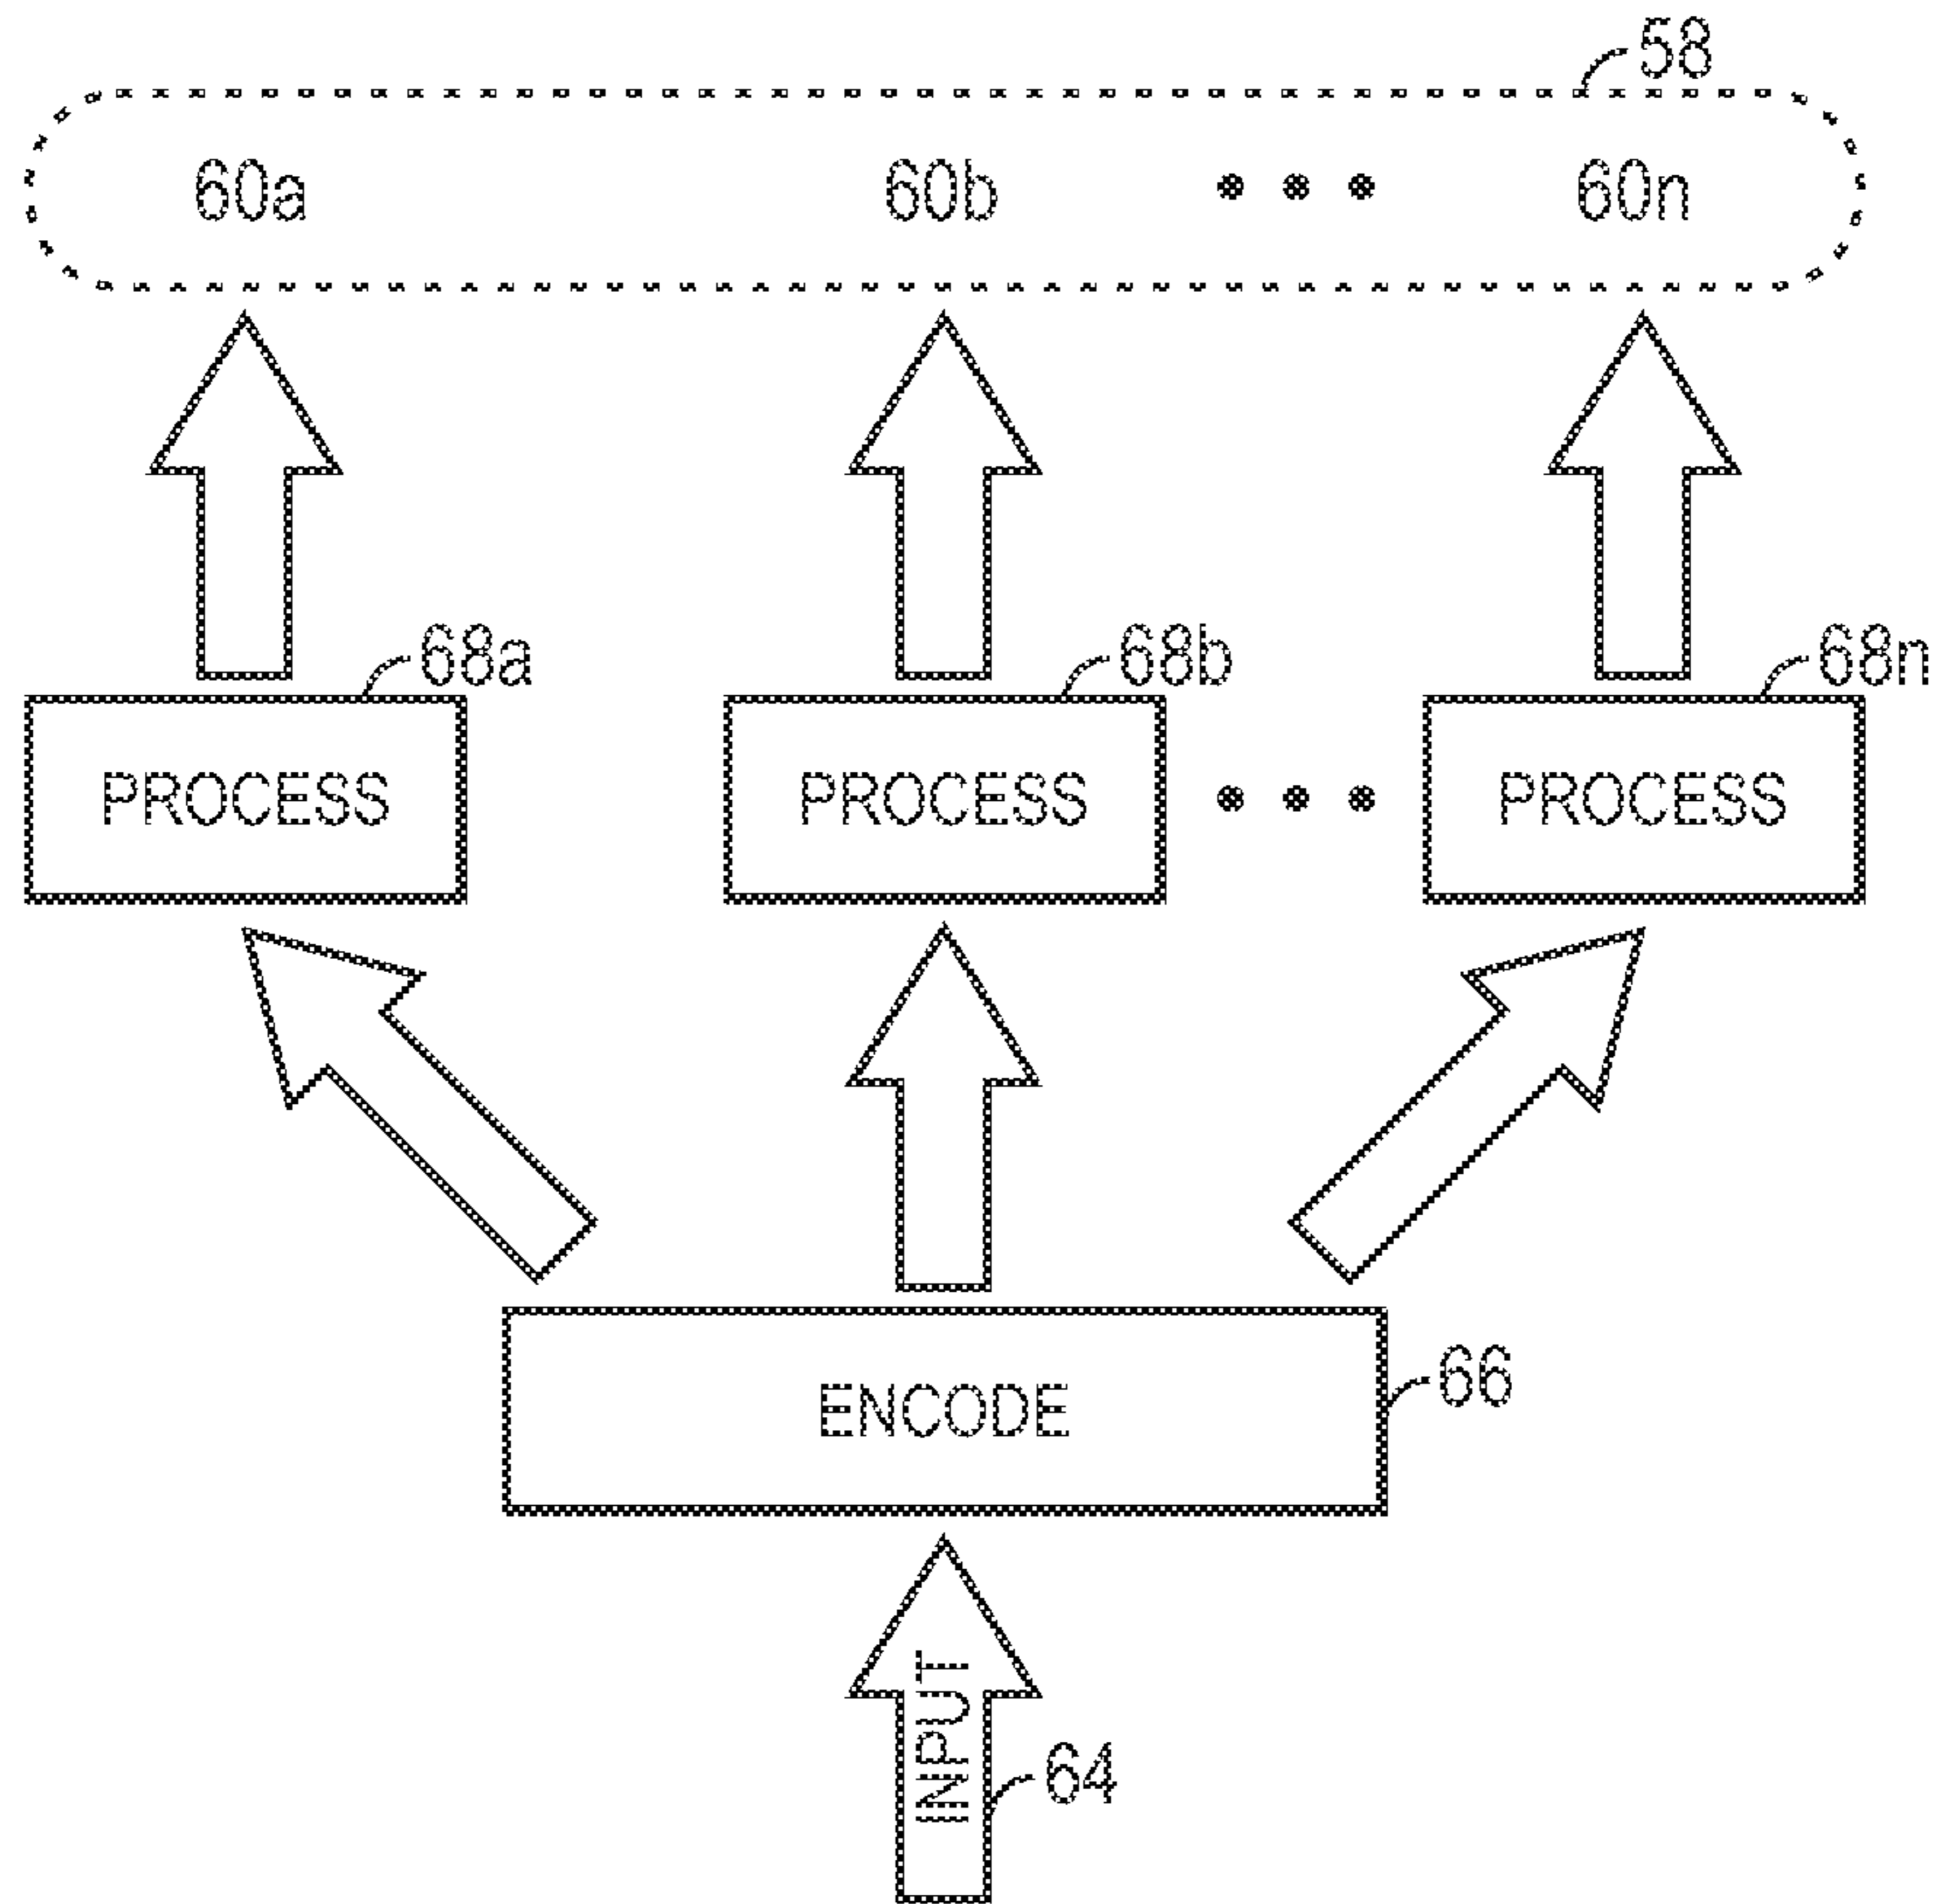 58
60a 60b • • • 60n
68a 68b 68n
PROCESS PROCESS • • • PROCESS
ENCODE
66
INPUT
64